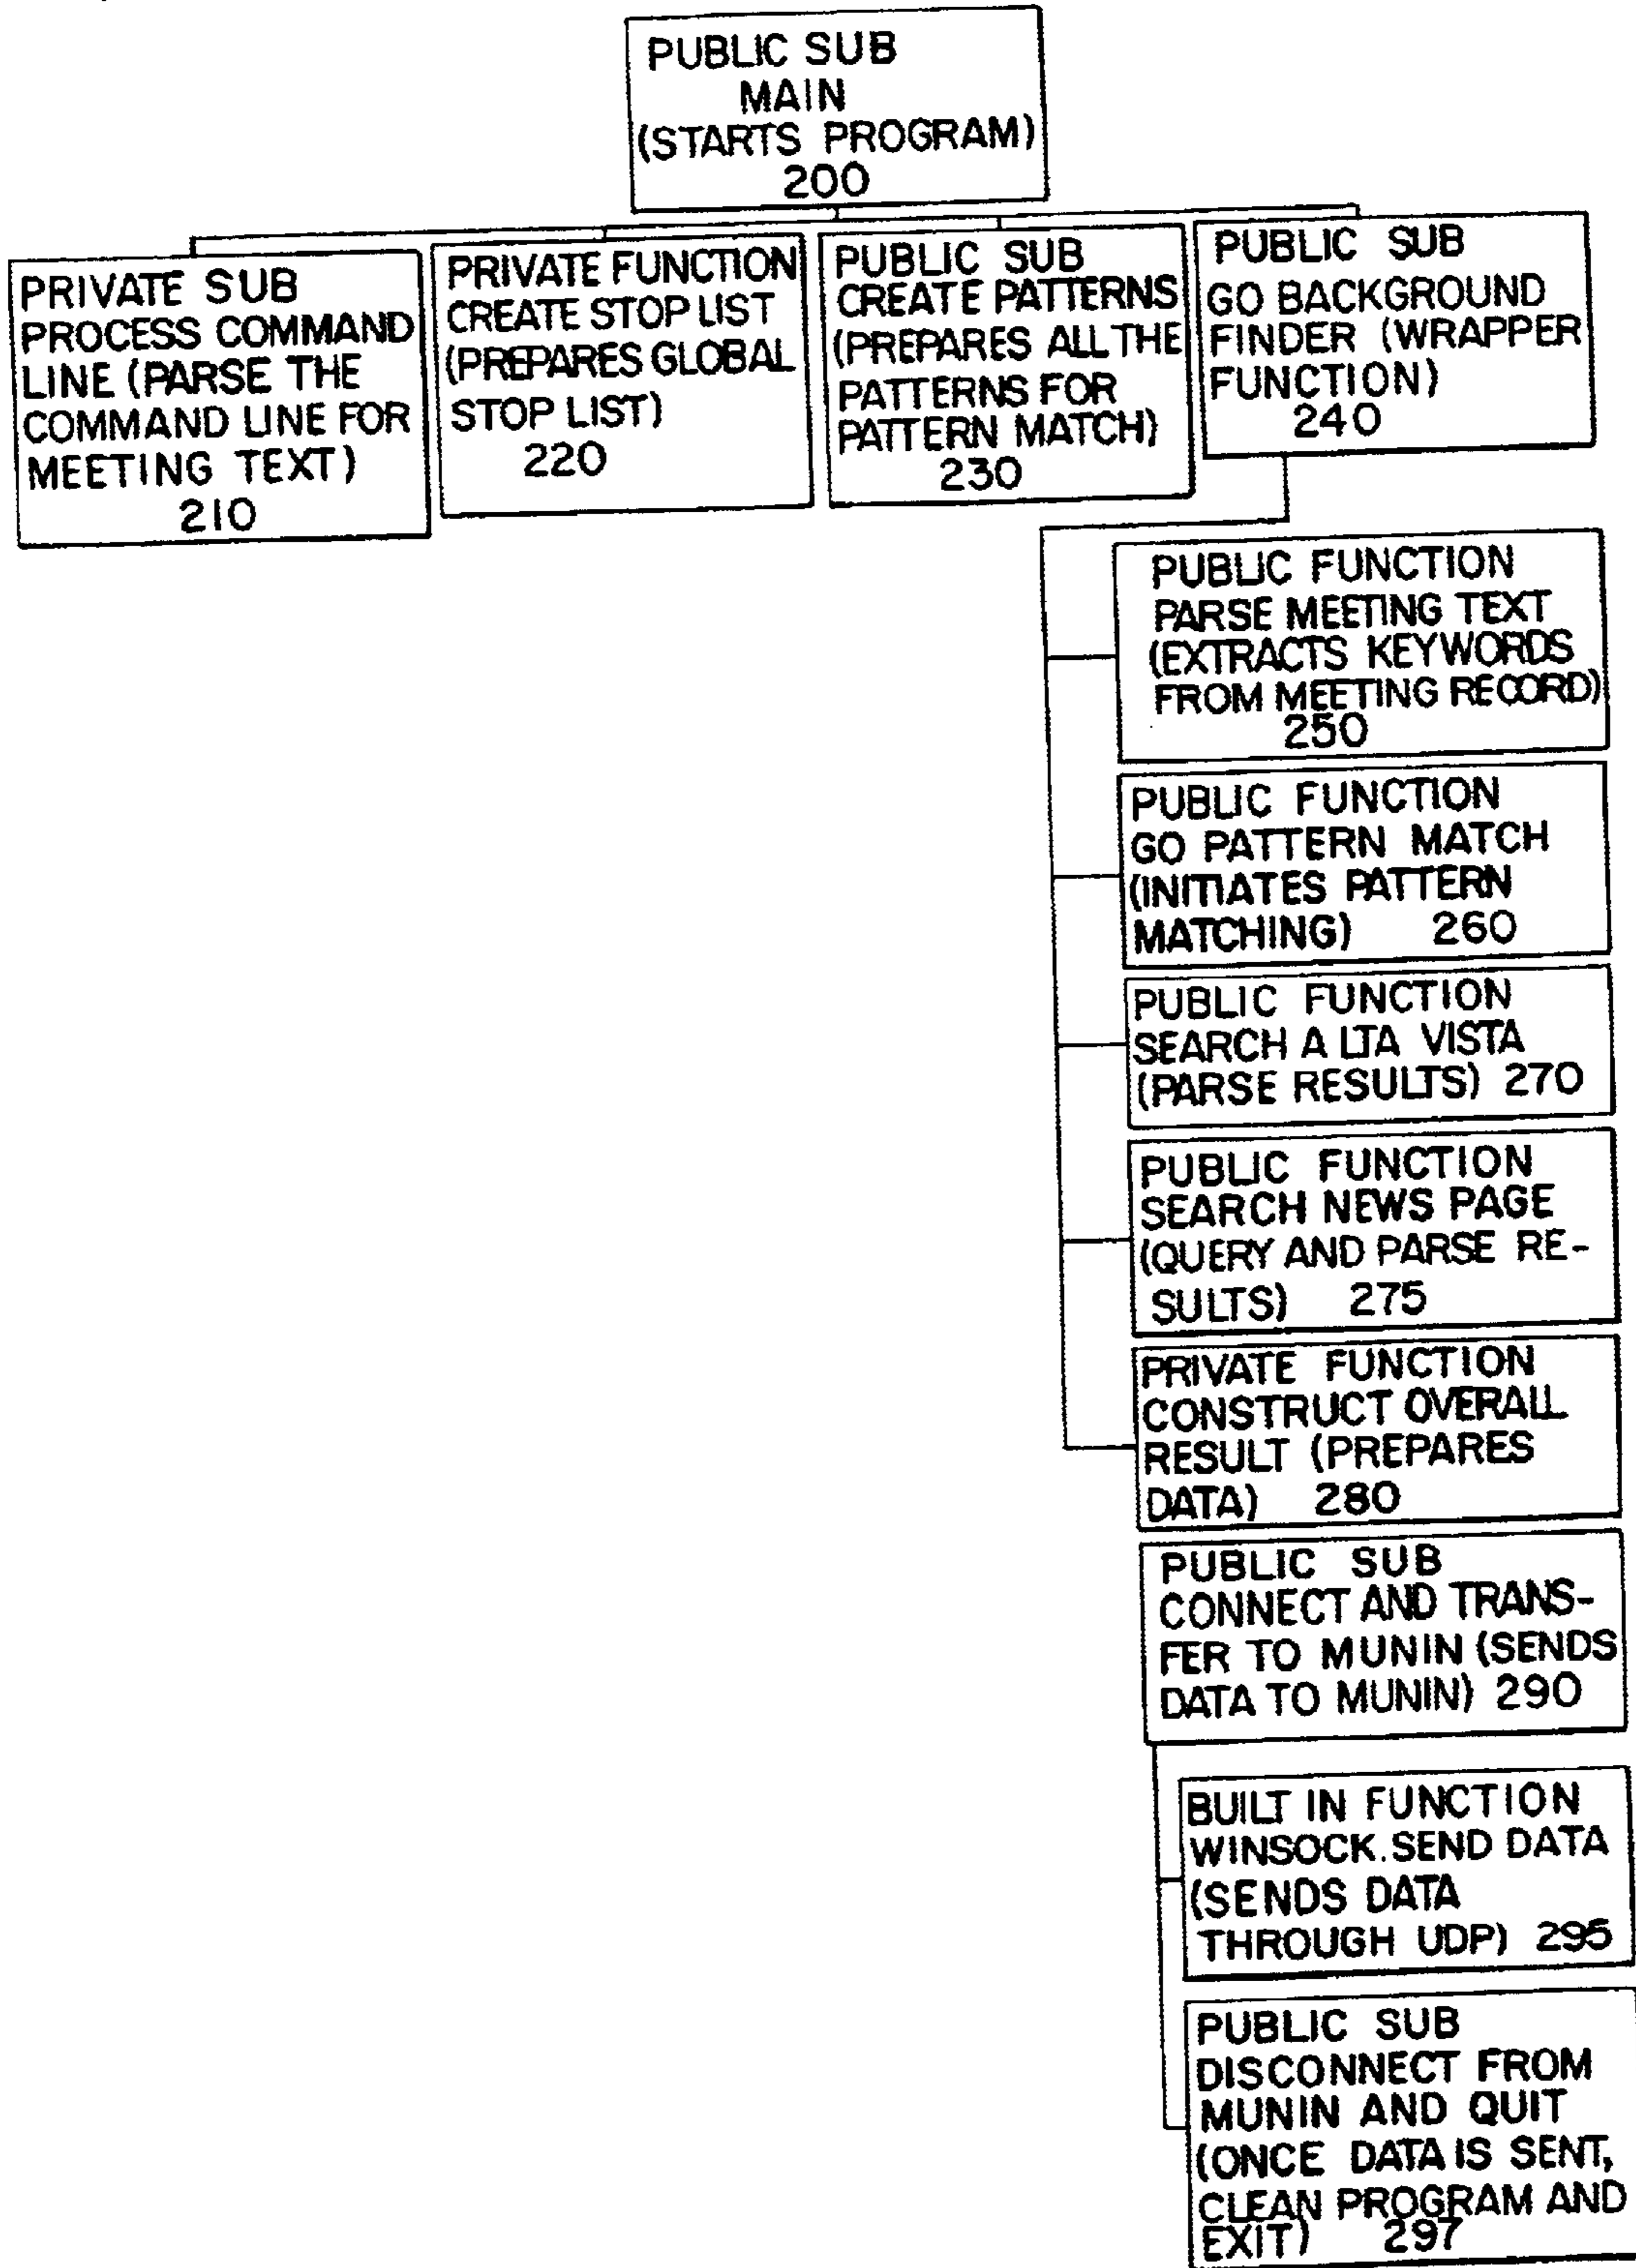 PUBLIC SUB
MAIN
(STARTS PROGRAM)
200
PRIVATE SUB
PROCESS COMMAND
LINE (PARSE THE
COMMAND LINE FOR
MEETING TEXT)
210
PRIVATE FUNCTION
CREATE STOP LIST
(PREPARES GLOBAL
STOP LIST)
220
PUBLIC SUB
CREATE PATTERNS
(PREPARES ALL THE
PATTERNS FOR
PATTERN MATCH)
230
PUBLIC SUB
GO BACKGROUND
FINDER (WRAPPER
FUNCTION)
240
PUBLIC FUNCTION
PARSE MEETING TEXT
(EXTRACTS KEYWORDS
FROM MEETING RECORD)
250
PUBLIC FUNCTION
GO PATTERN MATCH
(INITIATES PATTERN
MATCHING) 260
PUBLIC FUNCTION
SEARCH A LTA VISTA
(PARSE RESULTS) 270
PUBLIC FUNCTION
SEARCH NEWS PAGE
(QUERY AND PARSE RE-
SULTS) 275
PRIVATE FUNCTION
CONSTRUCT OVERALL
RESULT (PREPARES
DATA) 280
PUBLIC SUB
CONNECT AND TRANS-
FER TO MUNIN (SENDS
DATA TO MUNIN) 290
BUILT IN FUNCTION
WINSOCK.SEND DATA
(SENDS DATA
THROUGH UDP) 295
PUBLIC SUB
DISCONNECT FROM
MUNIN AND QUIT
(ONCE DATA IS SENT,
CLEAN PROGRAM AND
EXIT) 297